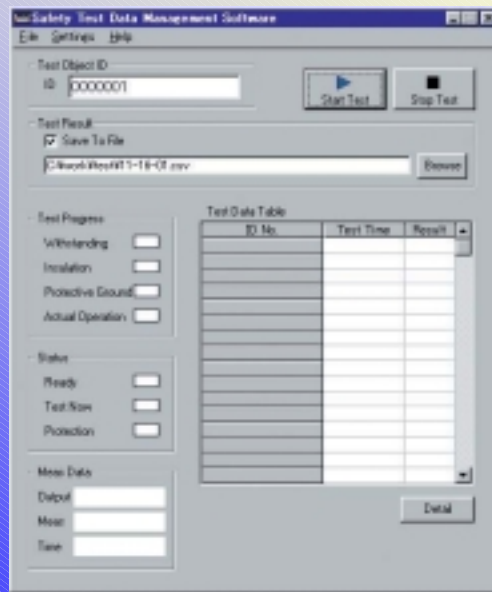 Safety Test Data Management Software
File Settings Help
Test Object ID
ID 0000001
Start Test
Stop Test
Test Result
Save To File
Browse
Test Progress
Withstanding
Insulation
Protective Ground
Actual Operation
Test Data Table
ID No. Test Time Result
Status
Ready
Test Now
Protection
Meas Data
Output
Meas
Time
Detail